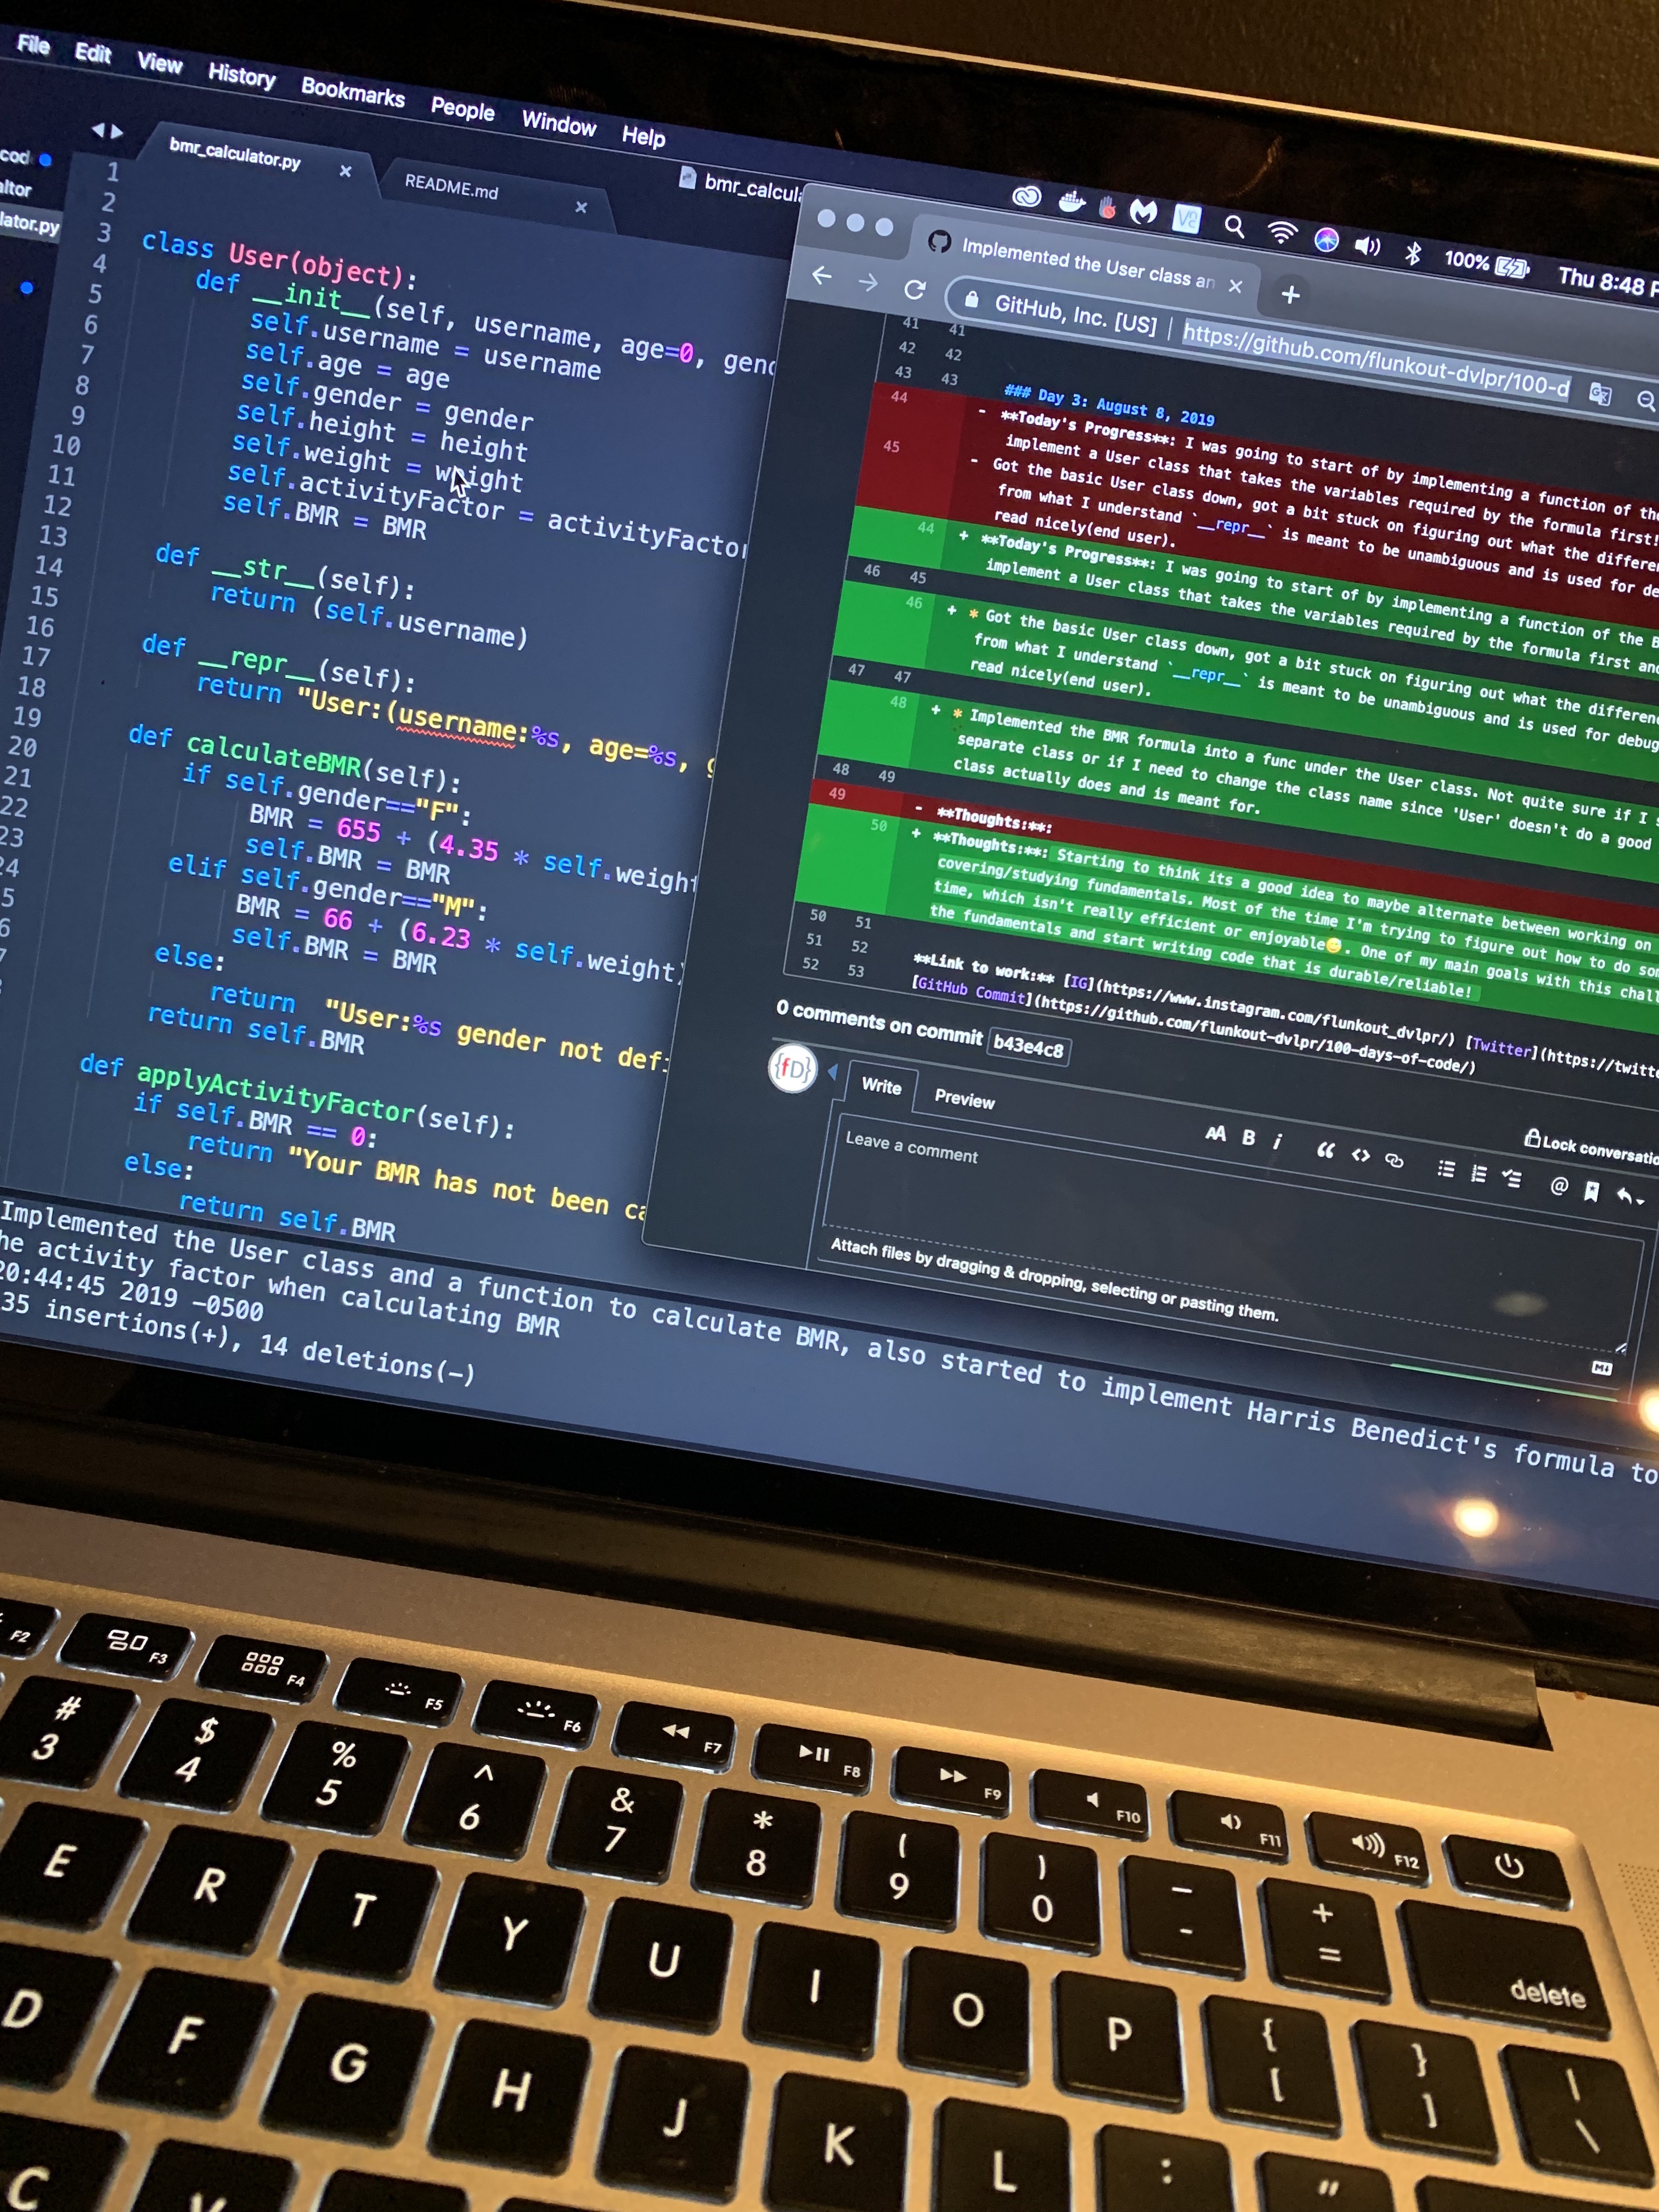 File Edit View History Bookmarks People Window Help
100% Thu 8:48
cod
ltor
lator.py
bmr_calculator.py ×
README.md ×
bmr_calcul
1
2
3 class User(object):
4 def __init__(self, username, age=0, gend
5 self.username = username
6 self.age = age
7 self.gender = gender
8 self.height = height
9 self.weight = weight
10 self.activityFactor = activityFactor
11 self.BMR = BMR
12
13 def __str__(self):
14 return (self.username)
15
16 def __repr__(self):
17 return "User:(username:%s, age=%s, g
18
19 def calculateBMR(self):
20 if self.gender=="F":
21 BMR = 655 + (4.35 * self.weight
22 self.BMR = BMR
23 elif self.gender=="M":
24 BMR = 66 + (6.23 * self.weight)
5 self.BMR = BMR
6 else:
7 return "User:%s gender not defi
return self.BMR
def applyActivityFactor(self):
if self.BMR == 0:
return "Your BMR has not been ca
else:
return self.BMR
Implemented the User class and a function to calculate BMR, also started to implement Harris Benedict's formula to
he activity factor when calculating BMR
20:44:45 2019 -0500
35 insertions(+), 14 deletions(-)
Implemented the User class an × +
GitHub, Inc. [US] | https://github.com/flunkout-dvlpr/100-d
41 41
42 42
43 43 ### Day 3: August 8, 2019
44 - **Today's Progress**: I was going to start of by implementing a function of the
implement a User class that takes the variables required by the formula first!
45 - Got the basic User class down, got a bit stuck on figuring out what the differen
from what I understand `__repr__` is meant to be unambiguous and is used for de
read nicely(end user).
44 + **Today's Progress**: I was going to start of by implementing a function of the B
implement a User class that takes the variables required by the formula first and
46 45
46 + * Got the basic User class down, got a bit stuck on figuring out what the difference
from what I understand `__repr__` is meant to be unambiguous and is used for debug
read nicely(end user).
47 47
48 + * Implemented the BMR formula into a func under the User class. Not quite sure if I s
separate class or if I need to change the class name since 'User' doesn't do a good
class actually does and is meant for.
48 49
49 - **Thoughts:**:
50 + **Thoughts:**: Starting to think its a good idea to maybe alternate between working on
covering/studying fundamentals. Most of the time I'm trying to figure out how to do som
time, which isn't really efficient or enjoyable😅. One of my main goals with this chall
the fundamentals and start writing code that is durable/reliable!
50 51
51 52 **Link to work:** [IG](https://www.instagram.com/flunkout_dvlpr/) [Twitter](https://twitte
52 53 [GitHub Commit](https://github.com/flunkout-dvlpr/100-days-of-code/)
0 comments on commit b43e4c8
Lock conversatio
{fD}
Write Preview
AA B i
Leave a comment
Attach files by dragging & dropping, selecting or pasting them.
F2 F3 F4 F5 F6 F7 F8 F9 F10 F11 F12
# $ % ^ & * ( ) _ +
3 4 5 6 7 8 9 0 - =
delete
E R T Y U I O P { }
[ ] | \
D F G H J K L : "
C V